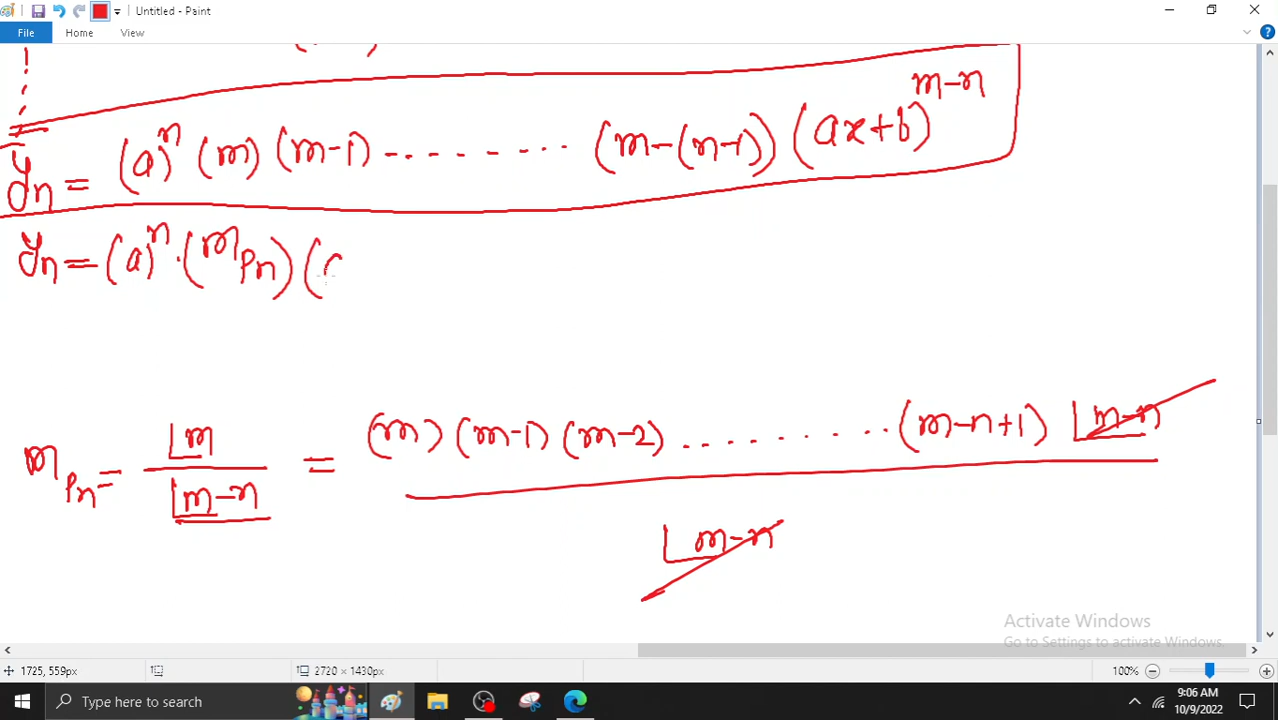 Untitled - Paint
File Home View
yn = (a)^n (m) (m-1) --------- (m-(n-1)) (ax+b)^m-n
yn = (a)^n . (mPn) (
mPn = ⌊m / ⌊m-n = (m) (m-1) (m-2) .......... (m-n+1) ⌊m-n / ⌊m-n
Activate Windows
Go to Settings to activate Windows.
1725, 559px
2720 × 1430px
100%
Type here to search
9:06 AM
10/9/2022